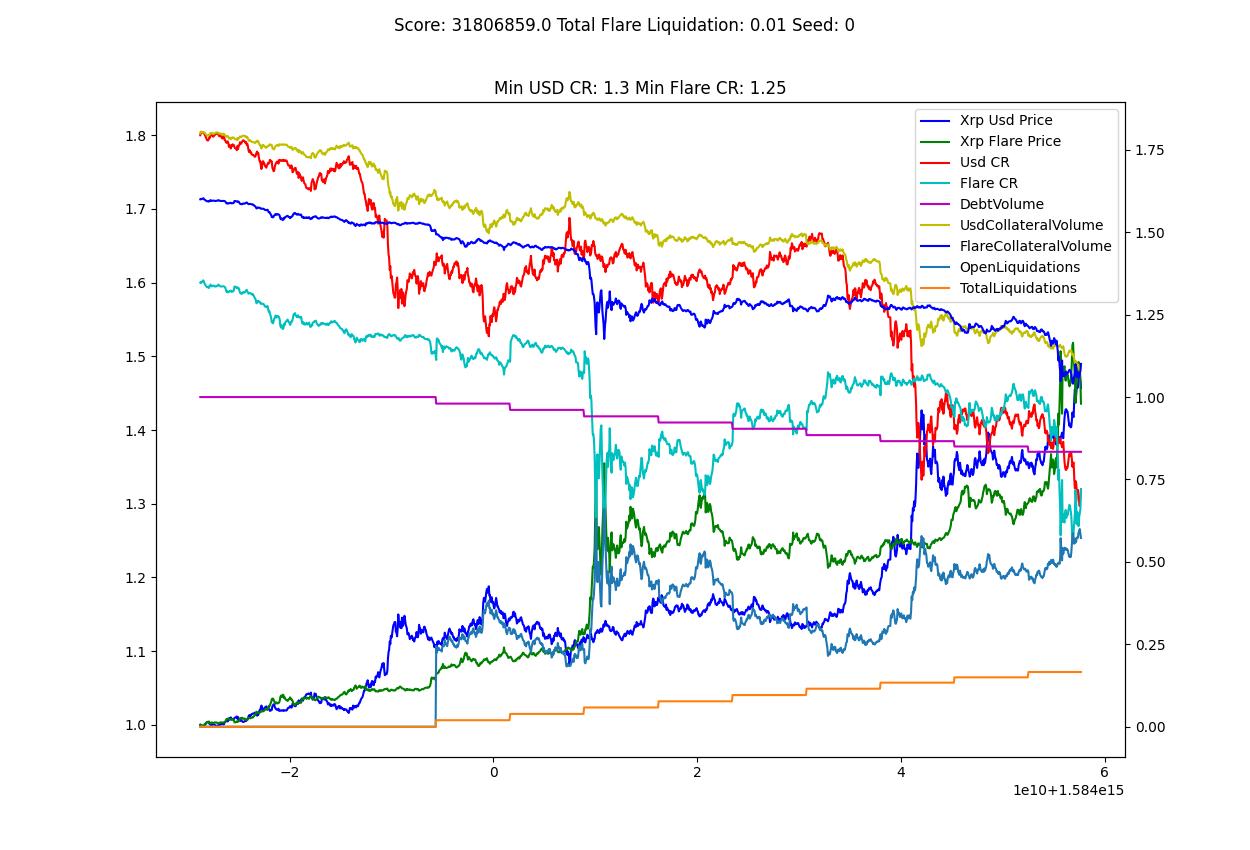 Score: 31806859.0 Total Flare Liquidation: 0.01 Seed: 0
Min USD CR: 1.3 Min Flare CR: 1.25
Xrp Usd Price
Xrp Flare Price
Usd CR
Flare CR
DebtVolume
UsdCollateralVolume
FlareCollateralVolume
OpenLiquidations
TotalLiquidations
1.8
1.7
1.6
1.5
1.4
1.3
1.2
1.1
1.0
1.75
1.50
1.25
1.00
0.75
0.50
0.25
0.00
−2
0
2
4
6
1e10+1.584e15